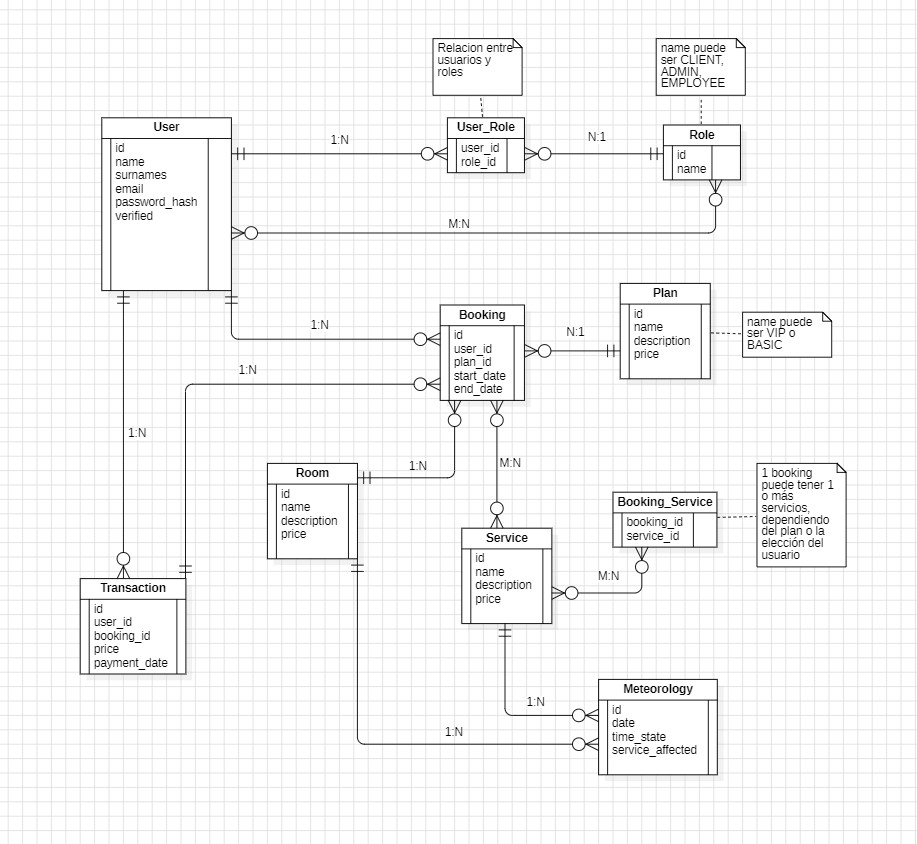 Relacion entre
usuarios y
roles
name puede
ser CLIENT,
ADMIN,
EMPLOYEE
User
id
name
surnames
email
password_hash
verified
1:N
User_Role
user_id
role_id
N:1
Role
id
name
M:N
1:N
Booking
id
user_id
plan_id
start_date
end_date
N:1
Plan
id
name
description
price
name puede
ser VIP o
BASIC
1:N
1:N
Room
id
name
description
price
1:N
M:N
Service
id
name
description
price
Booking_Service
booking_id
service_id
1 booking
puede tener 1
o más
servicios,
dependiendo
del plan o la
elección del
usuario
M:N
Transaction
id
user_id
booking_id
price
payment_date
1:N
1:N
Meteorology
id
date
time_state
service_affected